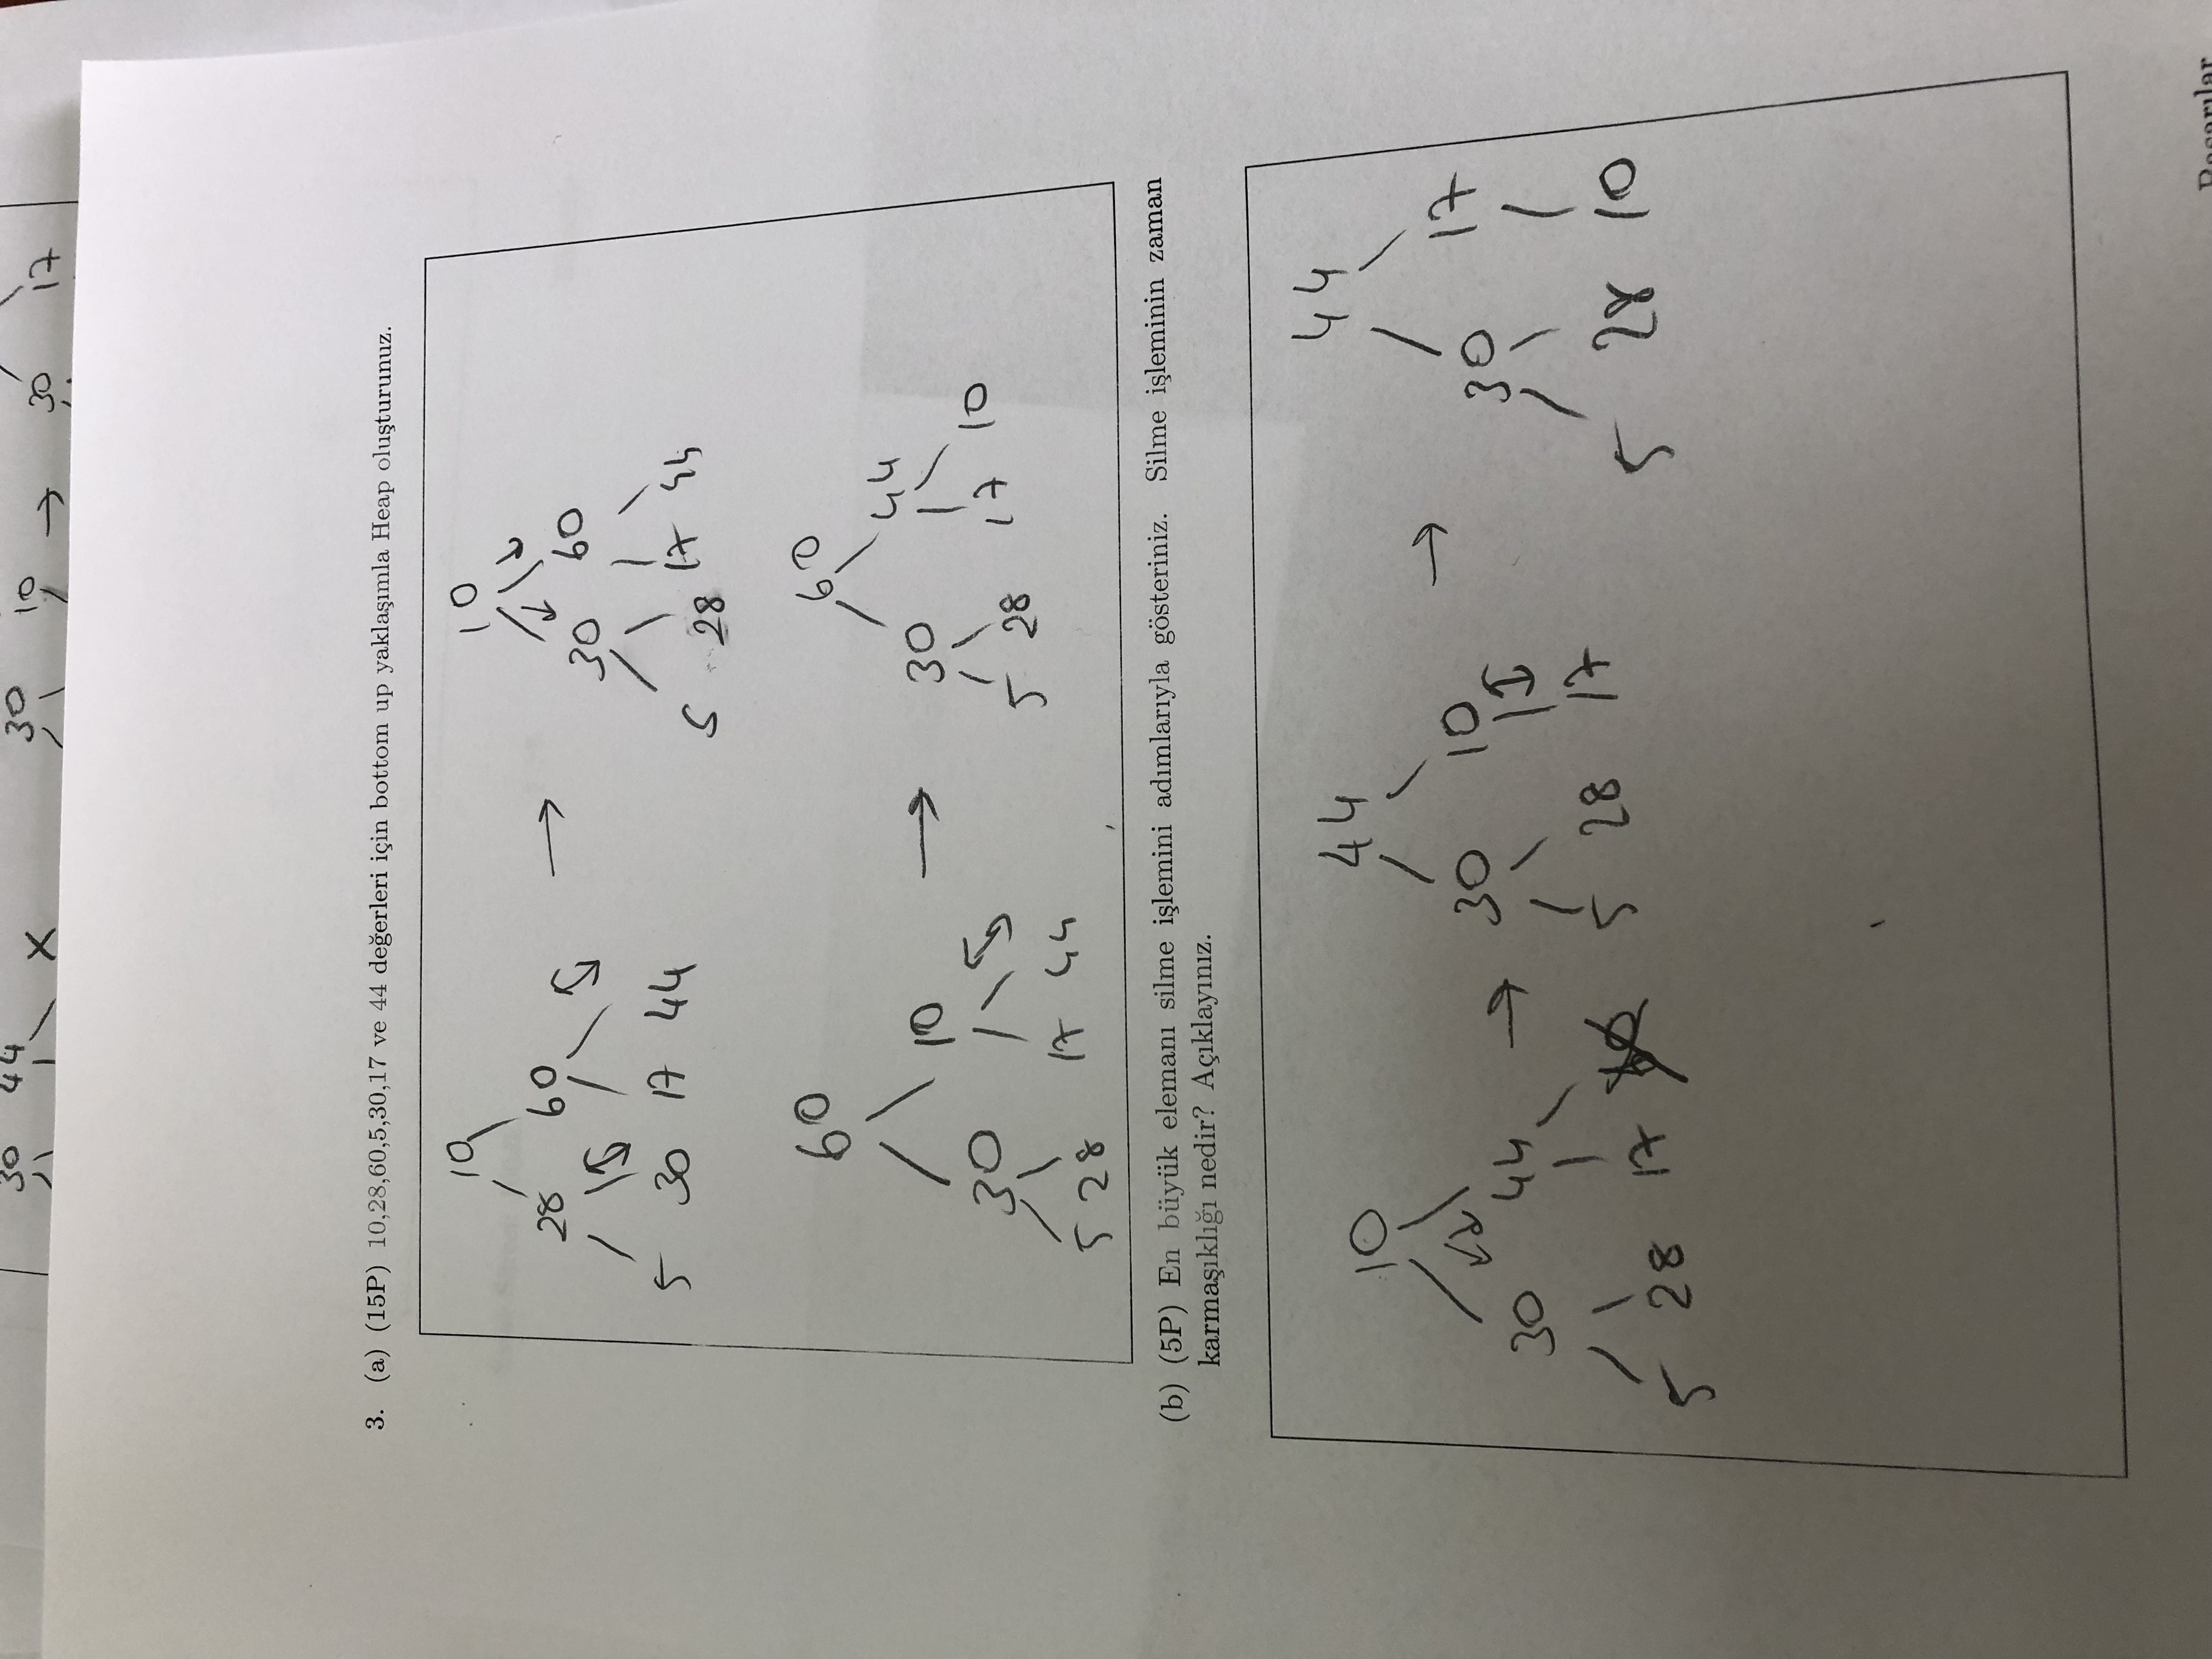 30 44 X 30 10 → 30 17
3. (a) (15P) 10,28,60,5,30,17 ve 44 değerleri için bottom up yaklaşımla Heap oluşturunuz.
10 10
28 60 → 30 60
5 30 17 44 5 28 17 44
60 60
30 10 → 30 44
5 28 17 44 5 28 17 10
(b) (5P) En büyük elemanı silme işlemini adımlarıyla gösteriniz. Silme işleminin zaman
karmaşıklığı nedir? Açıklayınız.
10 44 44
30 44 → 30 10 → 30 17
5 28 17 60 5 28 17 5 28 10
Başarılar